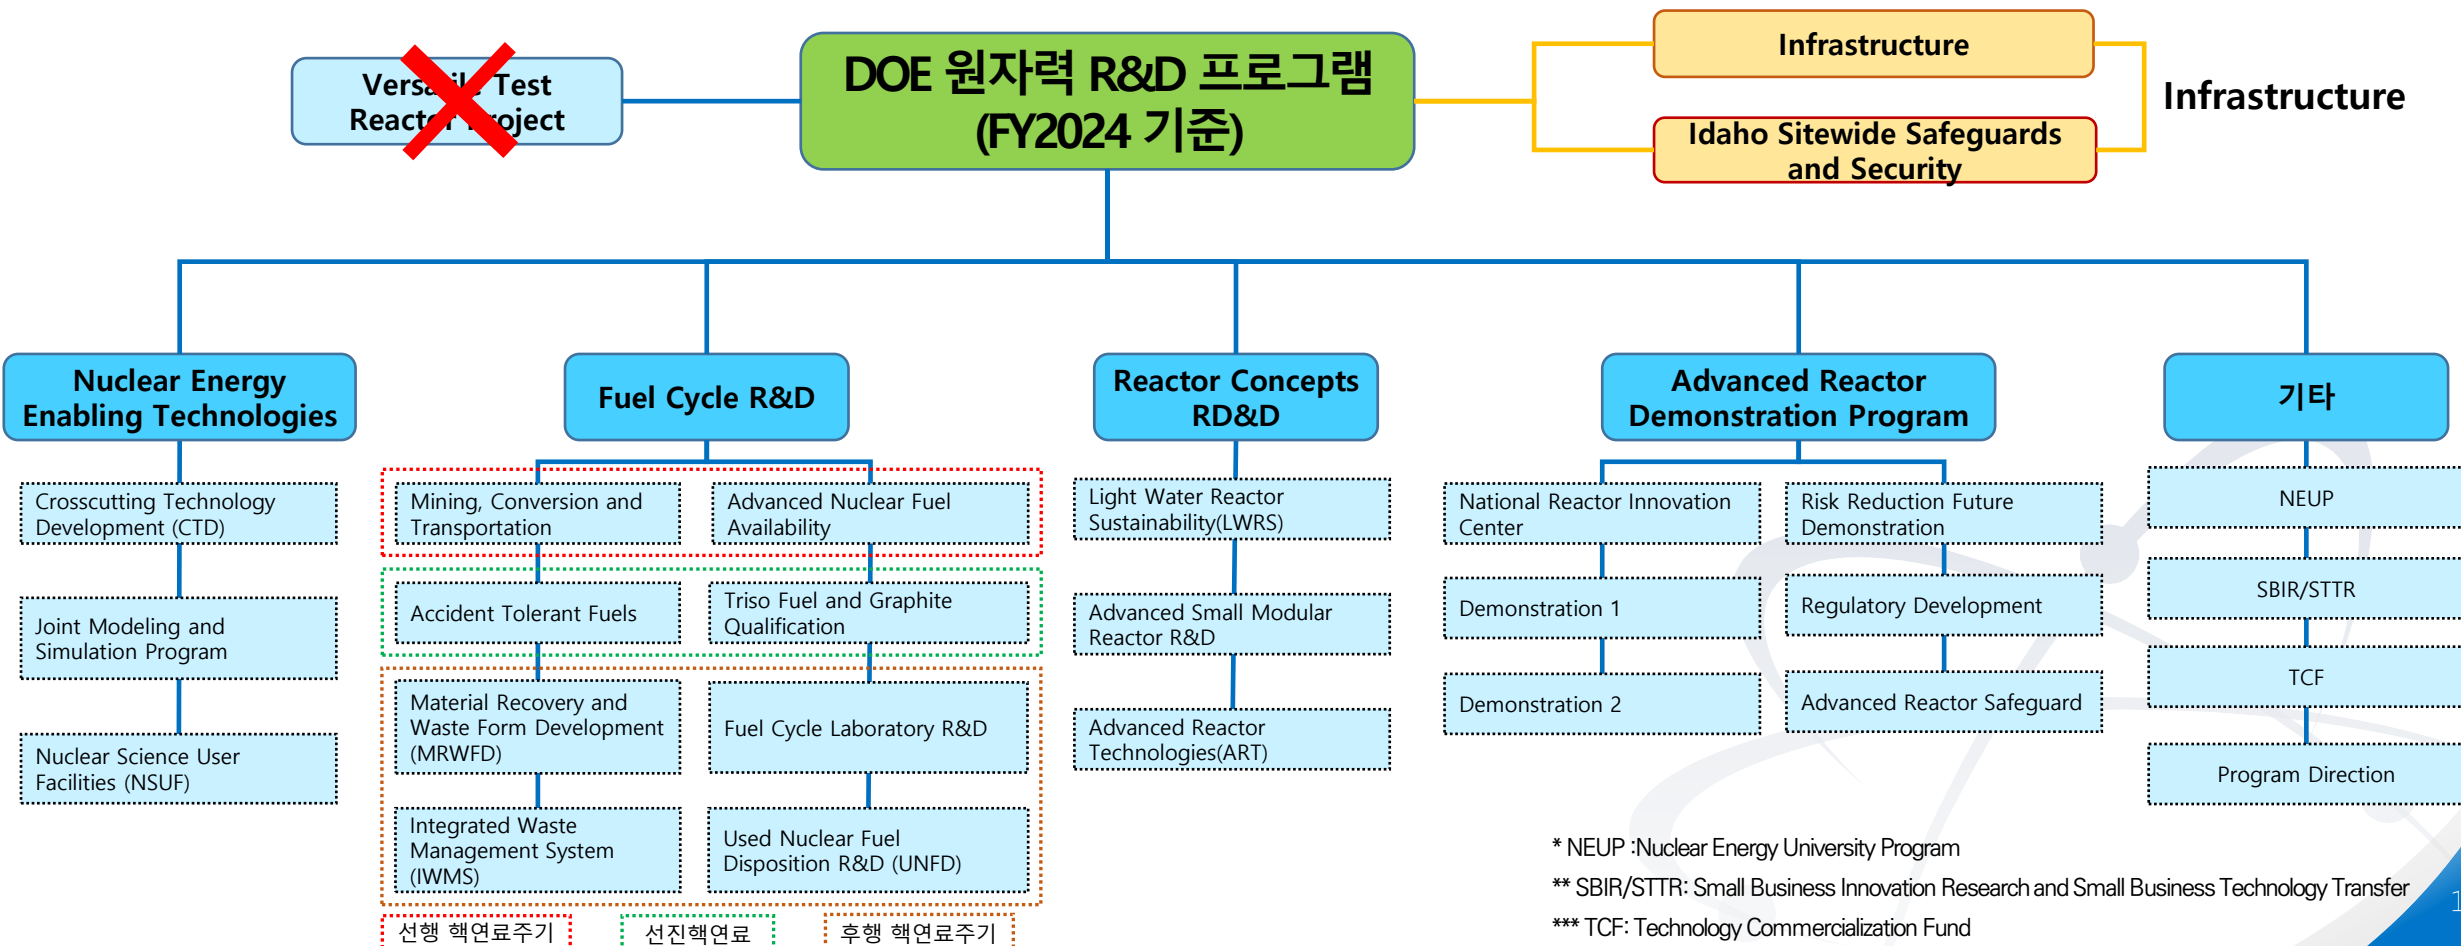 DOE 원자력 R&D 프로그램
(FY2024 기준)
Versatile Test
Reactor Project
Infrastructure
Idaho Sitewide Safeguards
and Security
Infrastructure
Nuclear Energy
Enabling Technologies
Crosscutting Technology
Development (CTD)
Joint Modeling and
Simulation Program
Nuclear Science User
Facilities (NSUF)
Fuel Cycle R&D
Mining, Conversion and
Transportation
Advanced Nuclear Fuel
Availability
Accident Tolerant Fuels
Triso Fuel and Graphite
Qualification
Material Recovery and
Waste Form Development
(MRWFD)
Fuel Cycle Laboratory R&D
Integrated Waste
Management System
(IWMS)
Used Nuclear Fuel
Disposition R&D (UNFD)
선행 핵연료주기
선진핵연료
후행 핵연료주기
Reactor Concepts
RD&D
Light Water Reactor
Sustainability(LWRS)
Advanced Small Modular
Reactor R&D
Advanced Reactor
Technologies(ART)
Advanced Reactor
Demonstration Program
National Reactor Innovation
Center
Demonstration 1
Demonstration 2
Risk Reduction Future
Demonstration
Regulatory Development
Advanced Reactor Safeguard
기타
NEUP
SBIR/STTR
TCF
Program Direction
* NEUP :Nuclear Energy University Program
** SBIR/STTR: Small Business Innovation Research and Small Business Technology Transfer
*** TCF: Technology Commercialization Fund